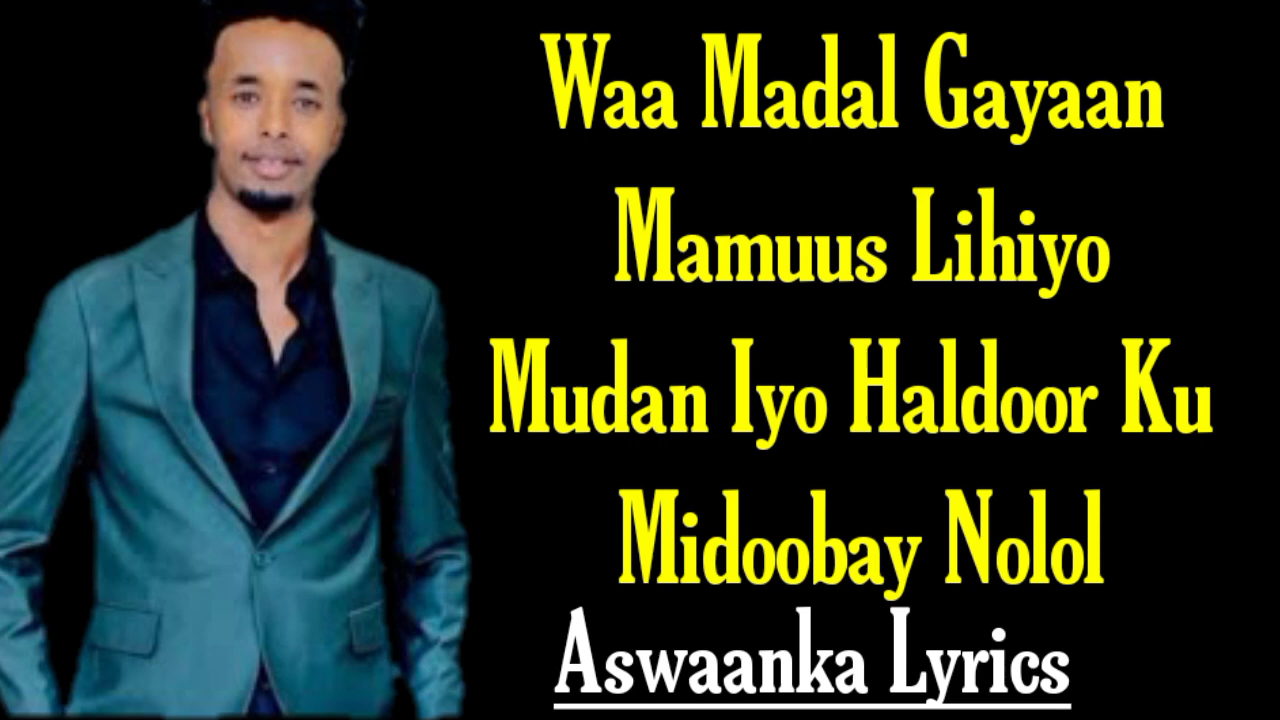 Waa Madal Gayaan
Mamuus Lihiyo
Mudan Iyo Haldoor Ku
Midoobay Nolol
Aswaanka Lyrics